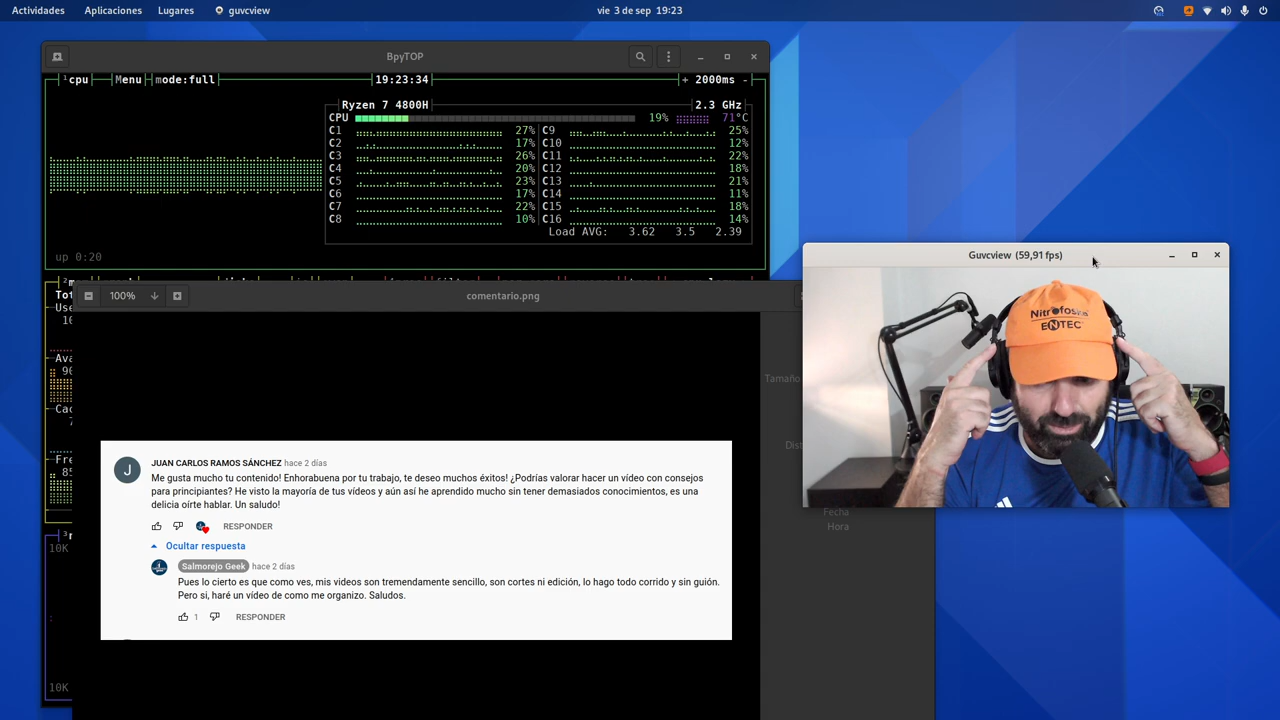 Actividades Aplicaciones Lugares guvcview vie 3 de sep 19:23
BpyTOP
¹cpu Menu mode:full 19:23:34 + 2000ms -
Ryzen 7 4800H 2.3 GHz
CPU 19% 71°C
C1 27% C9 25%
C2 17% C10 12%
C3 26% C11 22%
C4 20% C12 18%
C5 23% C13 21%
C6 17% C14 11%
C7 22% C15 18%
C8 10% C16 14%
Load AVG: 3.62 3.5 2.39
up 0:20
Guvcview (59,91 fps)
100% comentario.png
Nitrofoska
ENTEC
Tamaño
JUAN CARLOS RAMOS SÁNCHEZ hace 2 días
J
Me gusta mucho tu contenido! Enhorabuena por tu trabajo, te deseo muchos éxitos! ¿Podrías valorar hacer un vídeo con consejos
para principiantes? He visto la mayoría de tus vídeos y aún así he aprendido mucho sin tener demasiados conocimientos, es una
delicia oírte hablar. Un saludo!
RESPONDER
Ocultar respuesta
Salmorejo Geek hace 2 días
Pues lo cierto es que como ves, mis videos son tremendamente sencillo, son cortes ni edición, lo hago todo corrido y sin guión.
Pero si, haré un vídeo de como me organizo. Saludos.
1 RESPONDER
Fecha
Hora
10K
10K